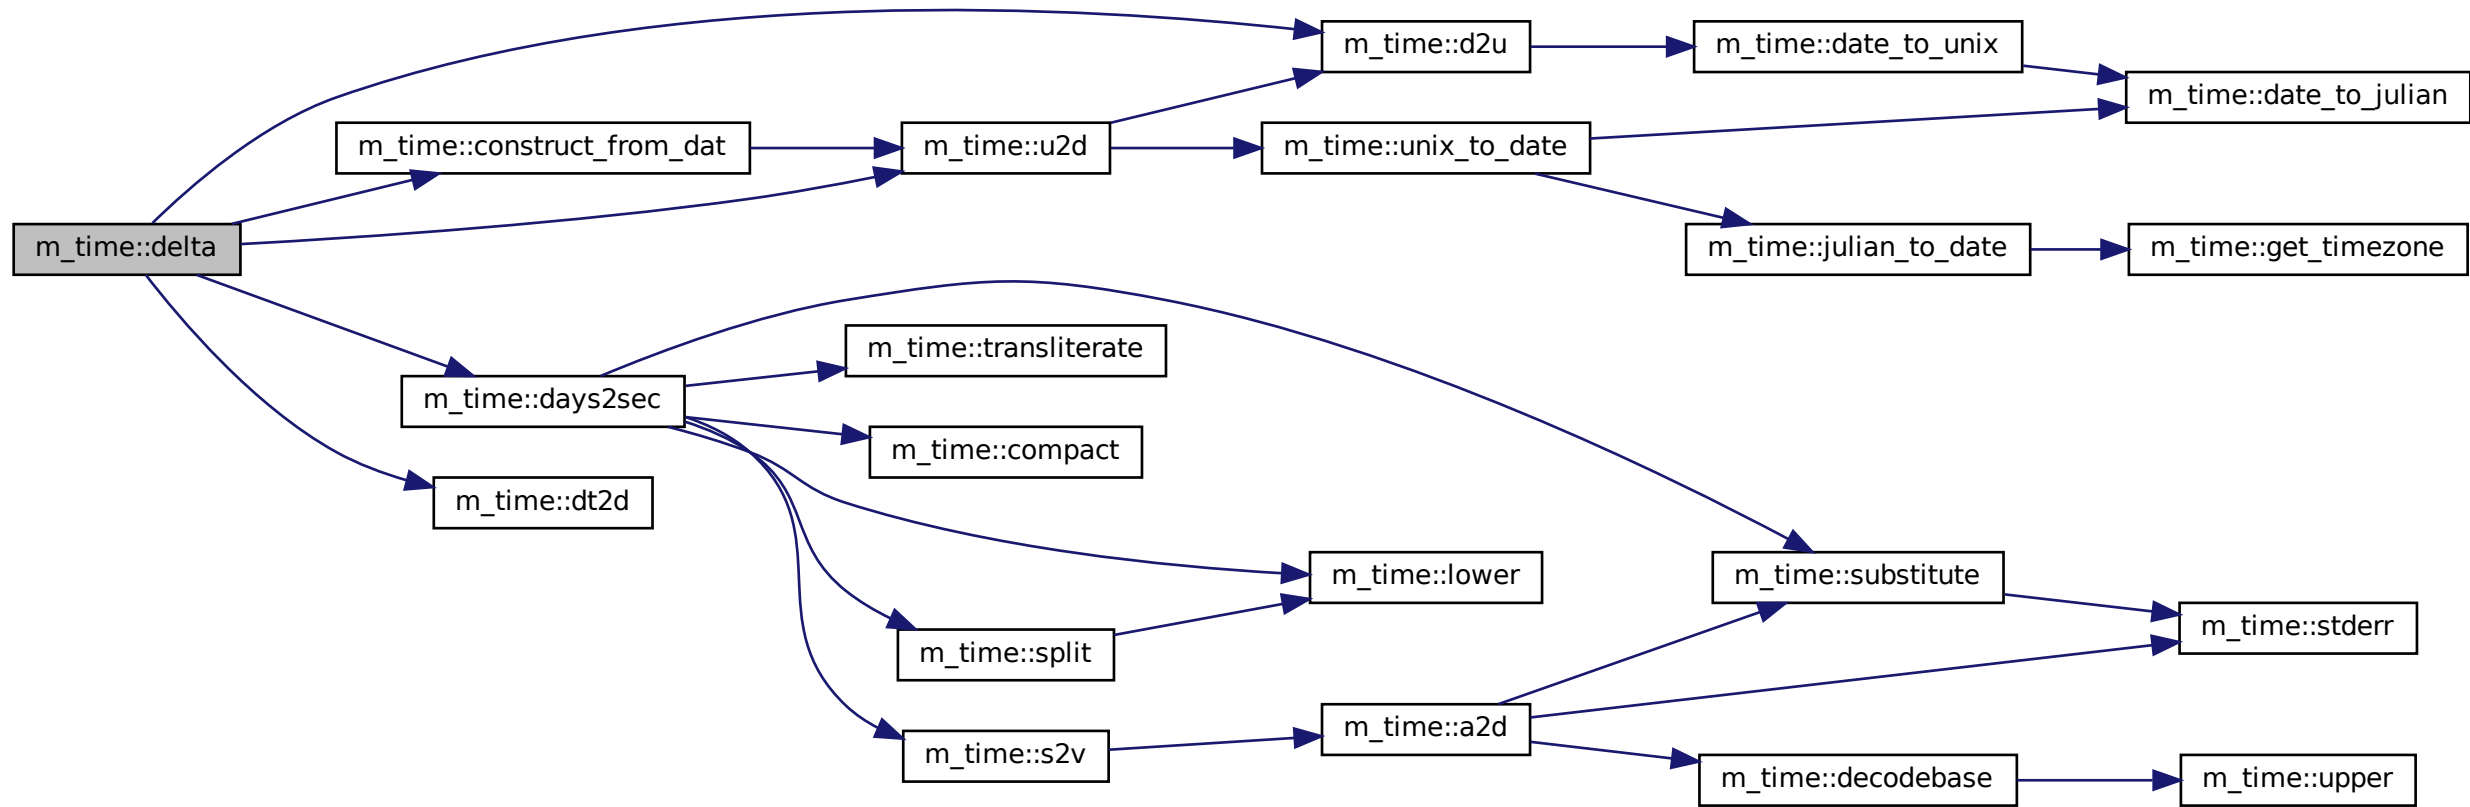 m_time::delta
m_time::construct_from_dat
m_time::d2u
m_time::date_to_unix
m_time::date_to_julian
m_time::u2d
m_time::unix_to_date
m_time::julian_to_date
m_time::get_timezone
m_time::days2sec
m_time::transliterate
m_time::compact
m_time::dt2d
m_time::lower
m_time::split
m_time::s2v
m_time::a2d
m_time::substitute
m_time::stderr
m_time::decodebase
m_time::upper